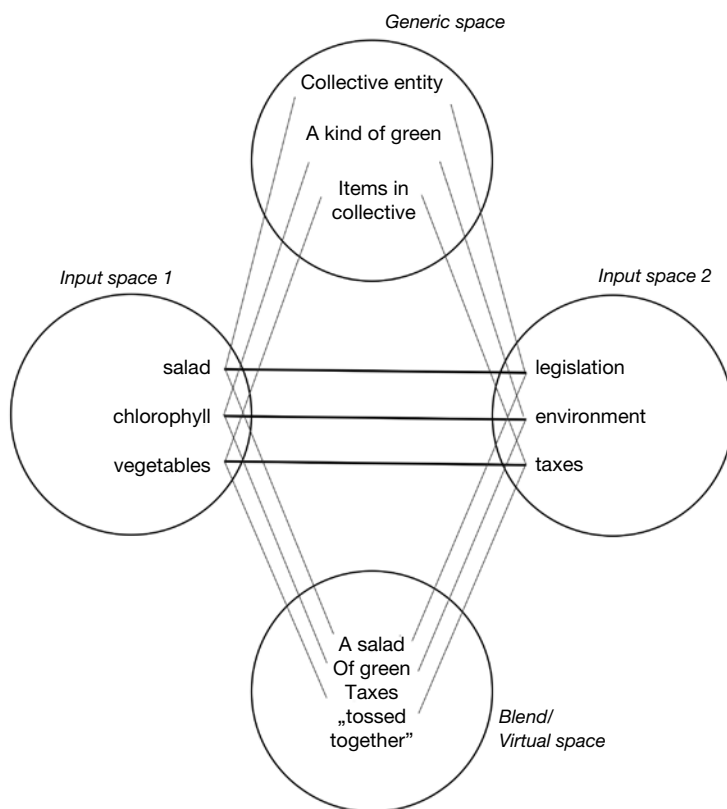 Generic space
Collective entity
A kind of green
Items in
collective
Input space 1
Input space 2
salad
legislation
chlorophyll
environment
vegetables
taxes
A salad
Of green
Taxes
„tossed
together”
Blend/
Virtual space